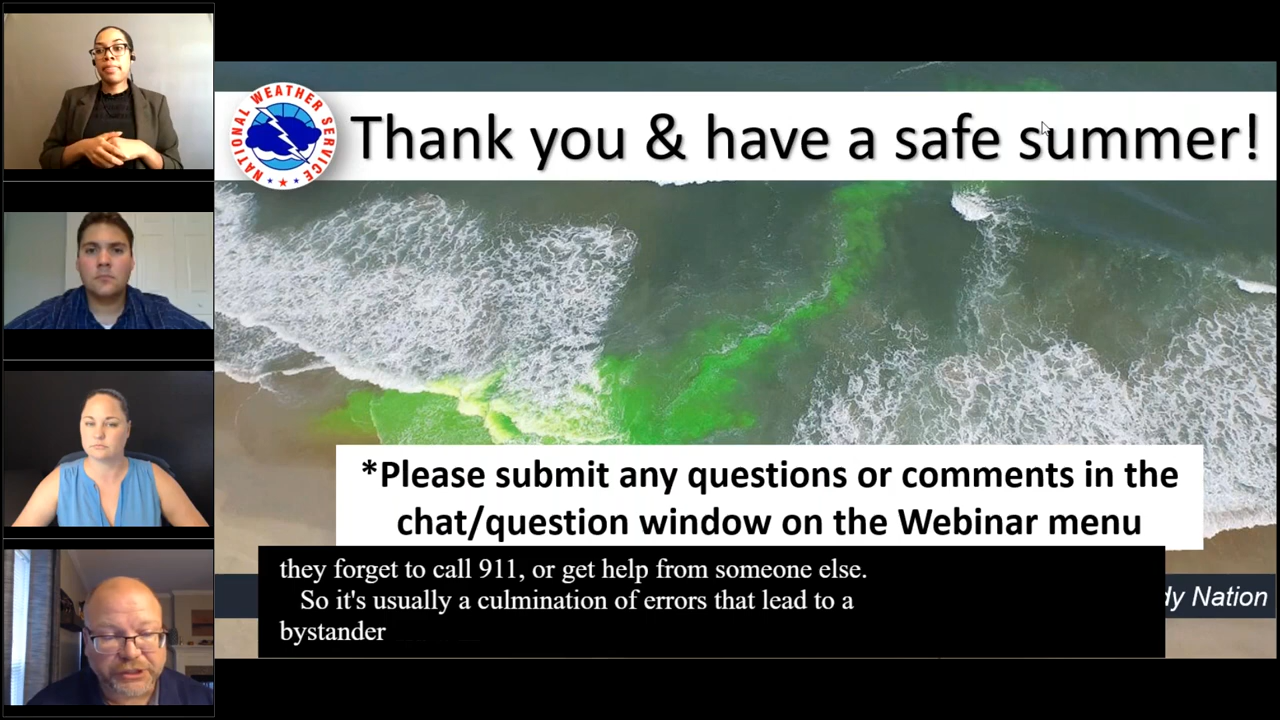 NATIONAL WEATHER SERVICE
Thank you & have a safe summer!
*Please submit any questions or comments in the
chat/question window on the Webinar menu
they forget to call 911, or get help from someone else.
So it's usually a culmination of errors that lead to a
bystander
Nation